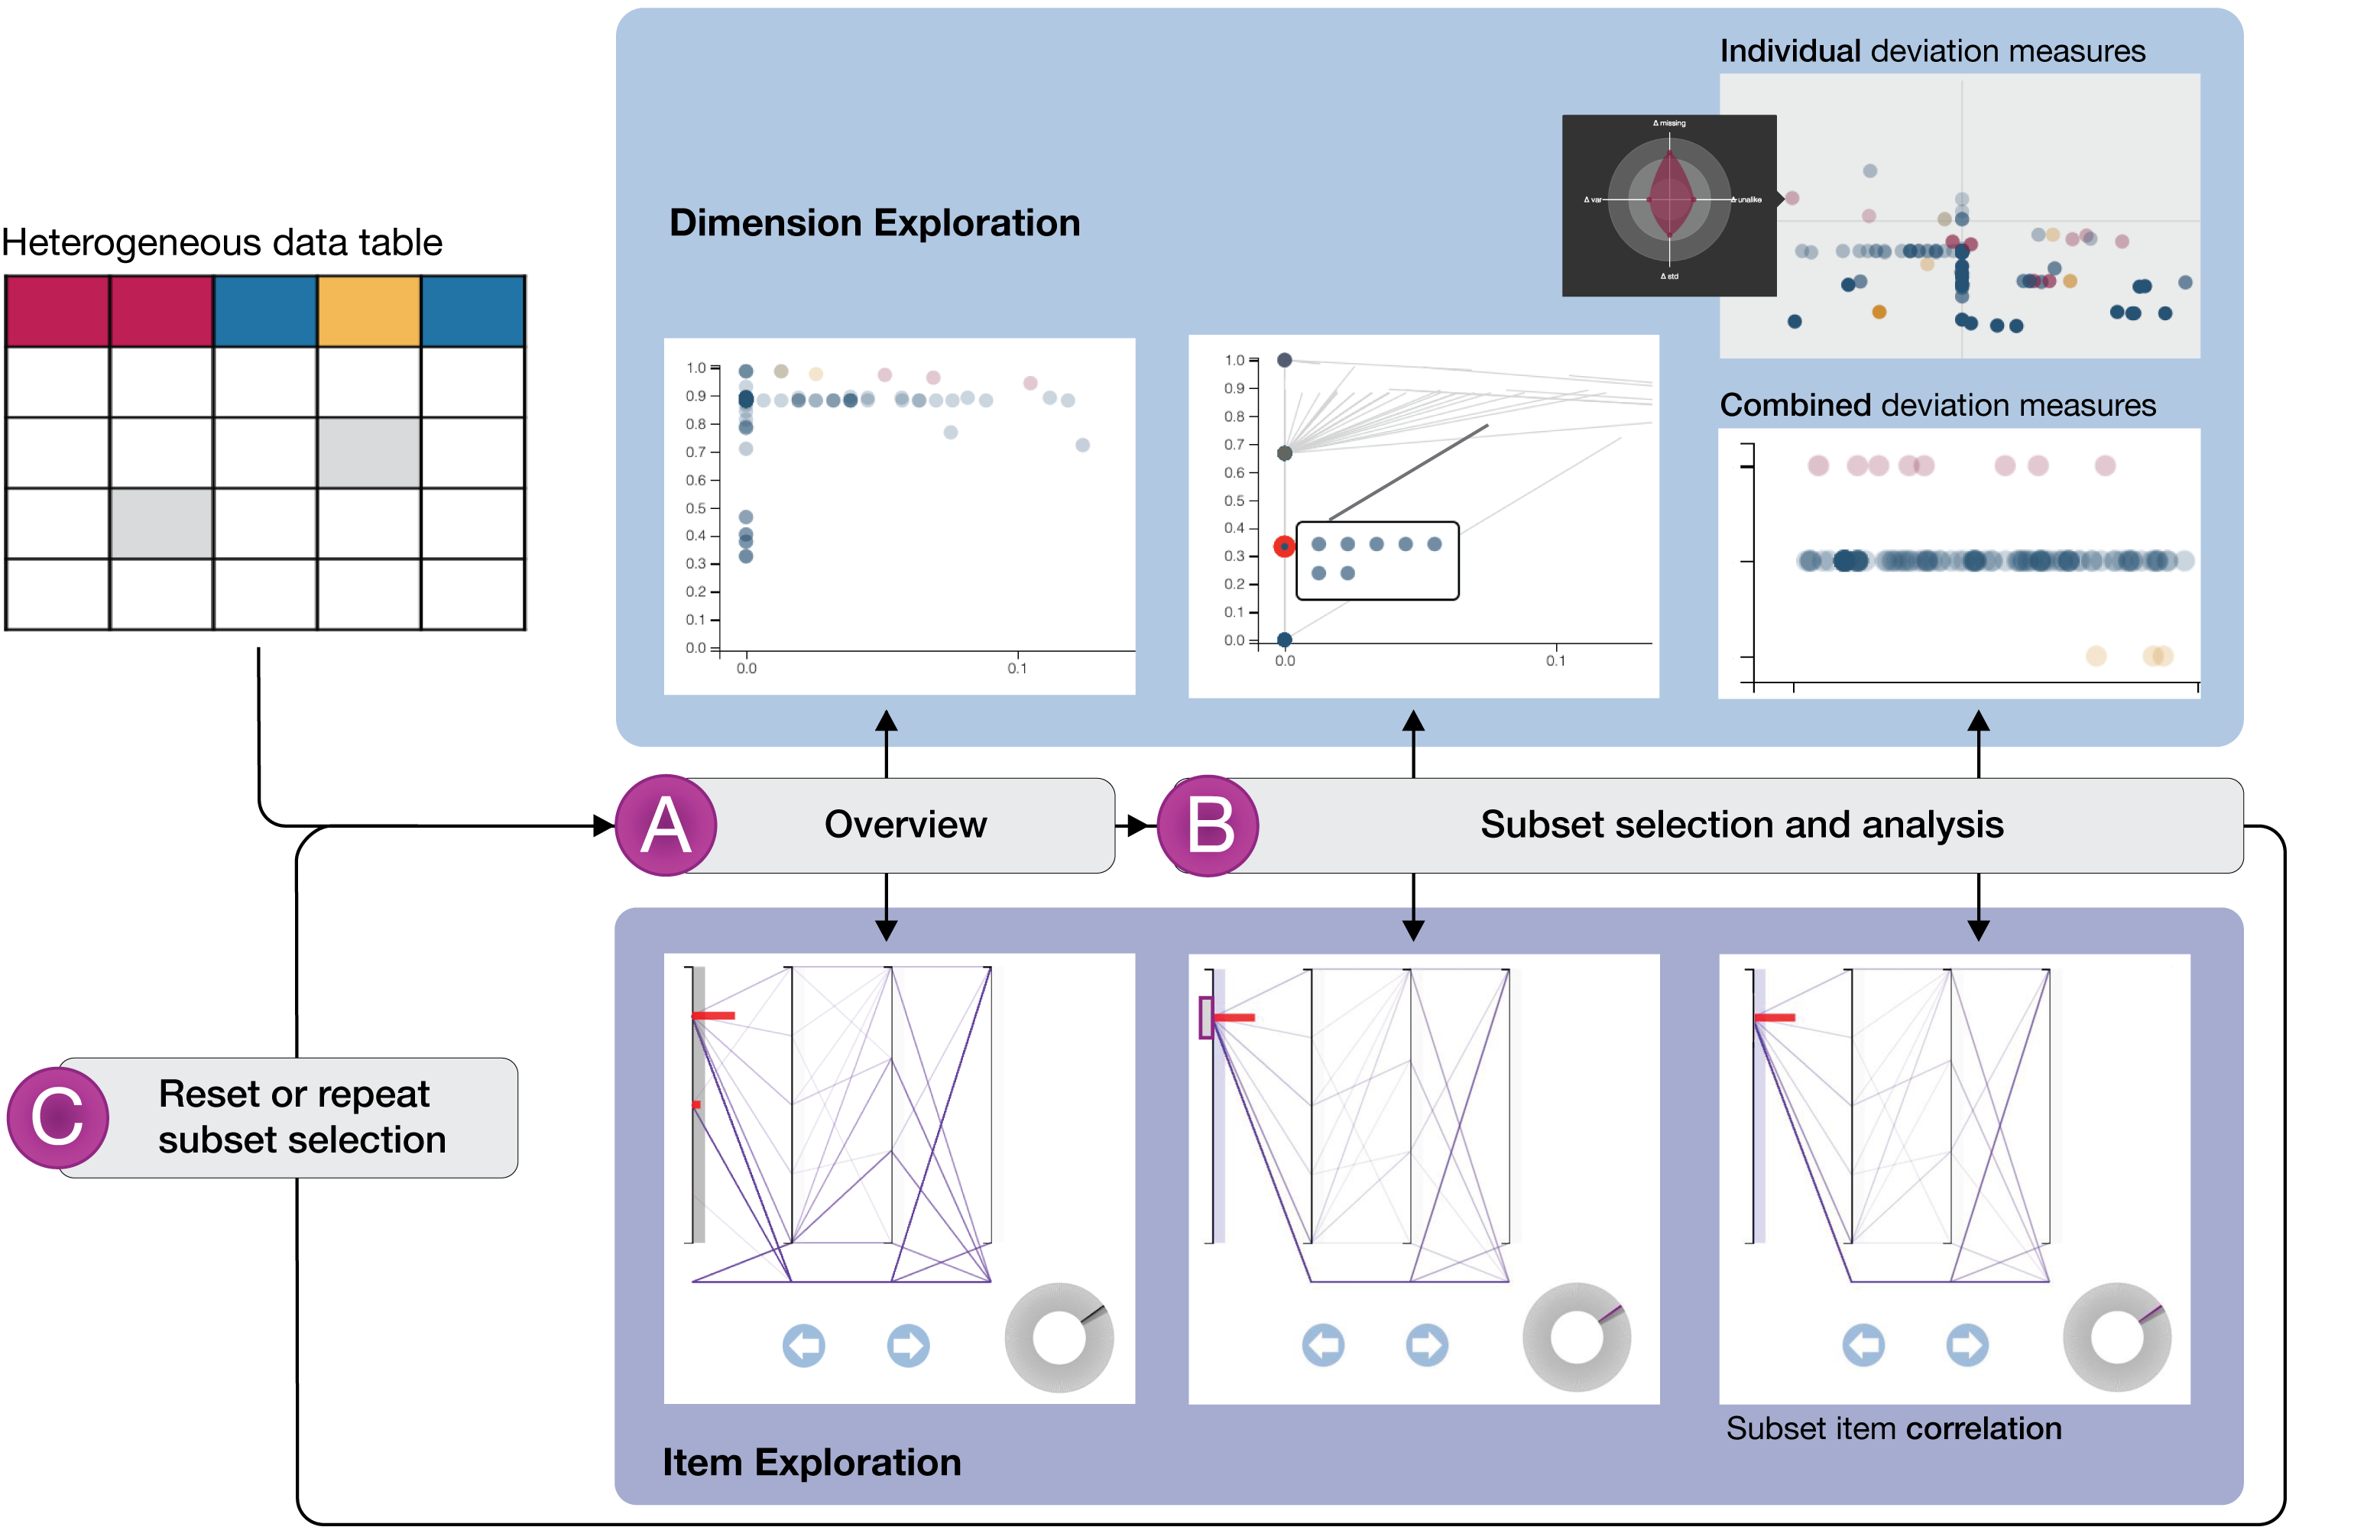 Individual deviation measures
Δ missing
Δ var
Δ unalike
Δ std
Dimension Exploration
Heterogeneous data table
Combined deviation measures
1.0
0.9
0.8
0.7
0.6
0.5
0.4
0.3
0.2
0.1
0.0
0.0
0.1
1.0
0.9
0.8
0.7
0.6
0.5
0.4
0.3
0.2
0.1
0.0
0.0
0.1
A
Overview
B
Subset selection and analysis
C
Reset or repeat
subset selection
Subset item correlation
Item Exploration